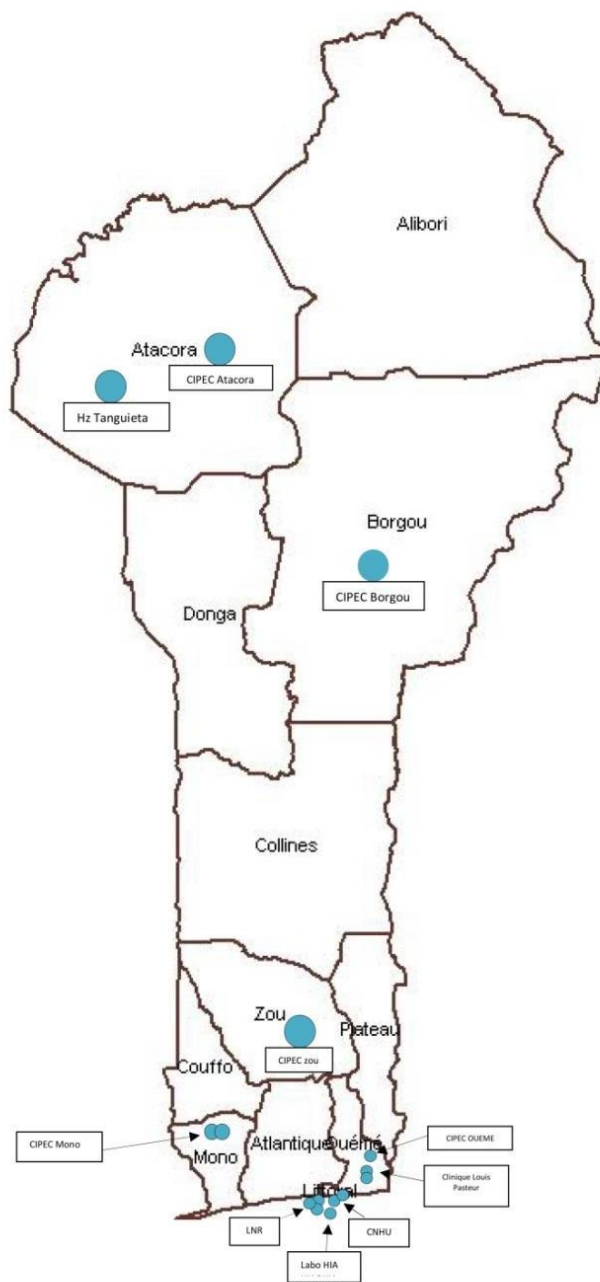 Alibori
Atacora
CIPEC Atacora
Hz Tanguieta
Borgou
CIPEC Borgou
Donga
Collines
Zou
CIPEC zou
Plateau
Couffo
CIPEC Mono
Mono
Atlantique
Ouémé
CIPEC OUEME
Clinique Louis
Pasteur
Littoral
LNR
CNHU
Labo HIA